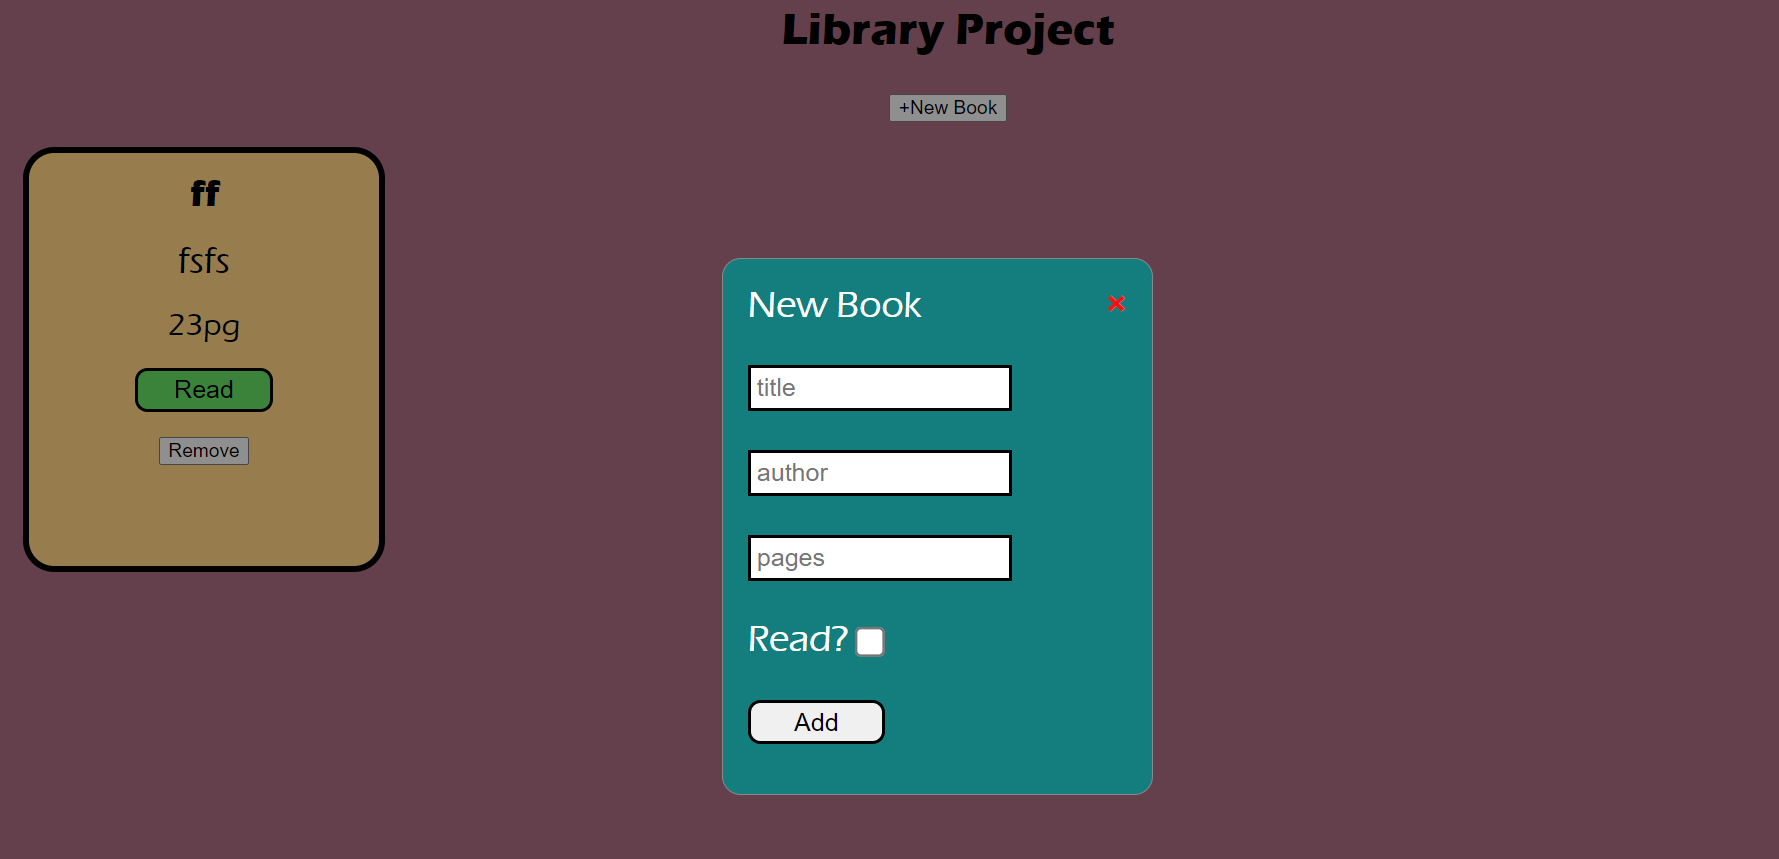 Library Project
+New Book
ff
fsfs
23pg
Read
Remove
New Book ×
title
author
pages
Read?
Add